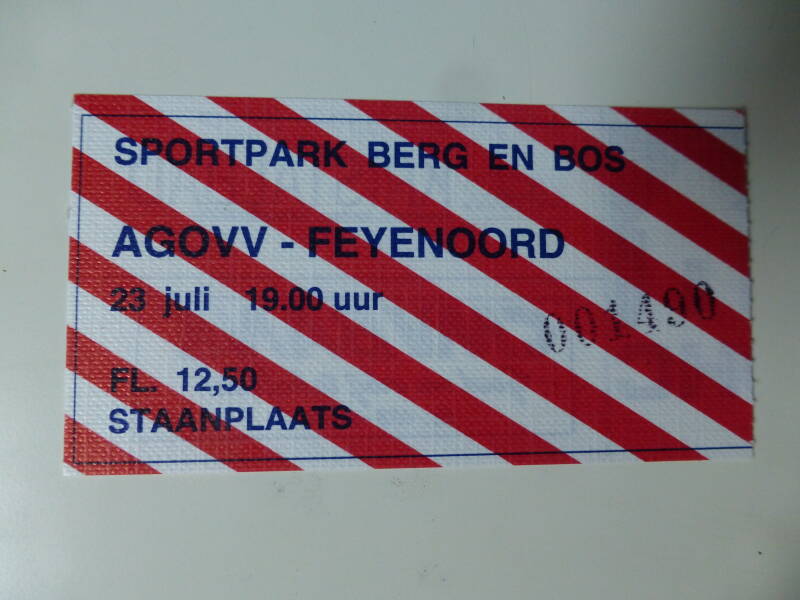 SPORTPARK BERG EN BOS
AGOVV - FEYENOORD
23 juli 19.00 uur
001490
FL. 12,50
STAANPLAATS